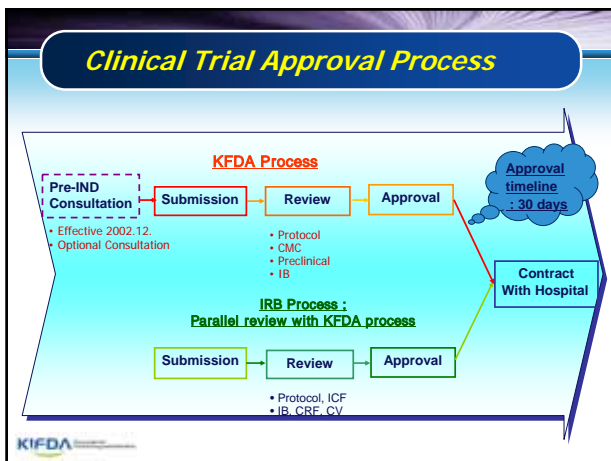 Clinical Trial Approval Process
KFDA Process
Approval
timeline
: 30 days
Pre-IND
Consultation
Submission
Review
Approval
• Effective 2002.12.
• Optional Consultation
• Protocol
• CMC
• Preclinical
• IB
Contract
With Hospital
IRB Process ;
Parallel review with KFDA process
Submission
Review
Approval
• Protocol, ICF
• IB, CRF, CV
KIFDA